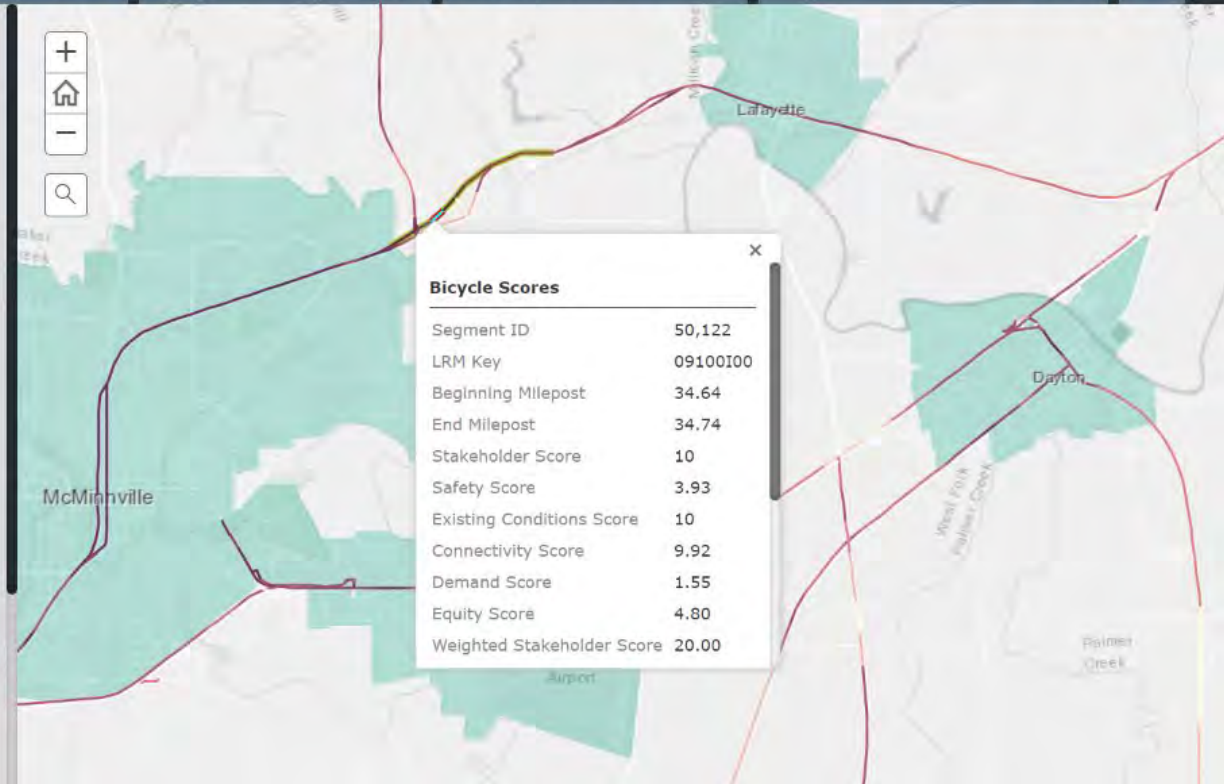 +
−
Lafayette
×
Bicycle Scores
Segment ID 50,122
LRM Key 09100I00
Beginning Milepost 34.64
End Milepost 34.74
Stakeholder Score 10
Safety Score 3.93
Existing Conditions Score 10
Connectivity Score 9.92
Demand Score 1.55
Equity Score 4.80
Weighted Stakeholder Score 20.00
Dayton
McMinnville
West Fork
Palmer Creek
Palmer
Creek
Airport